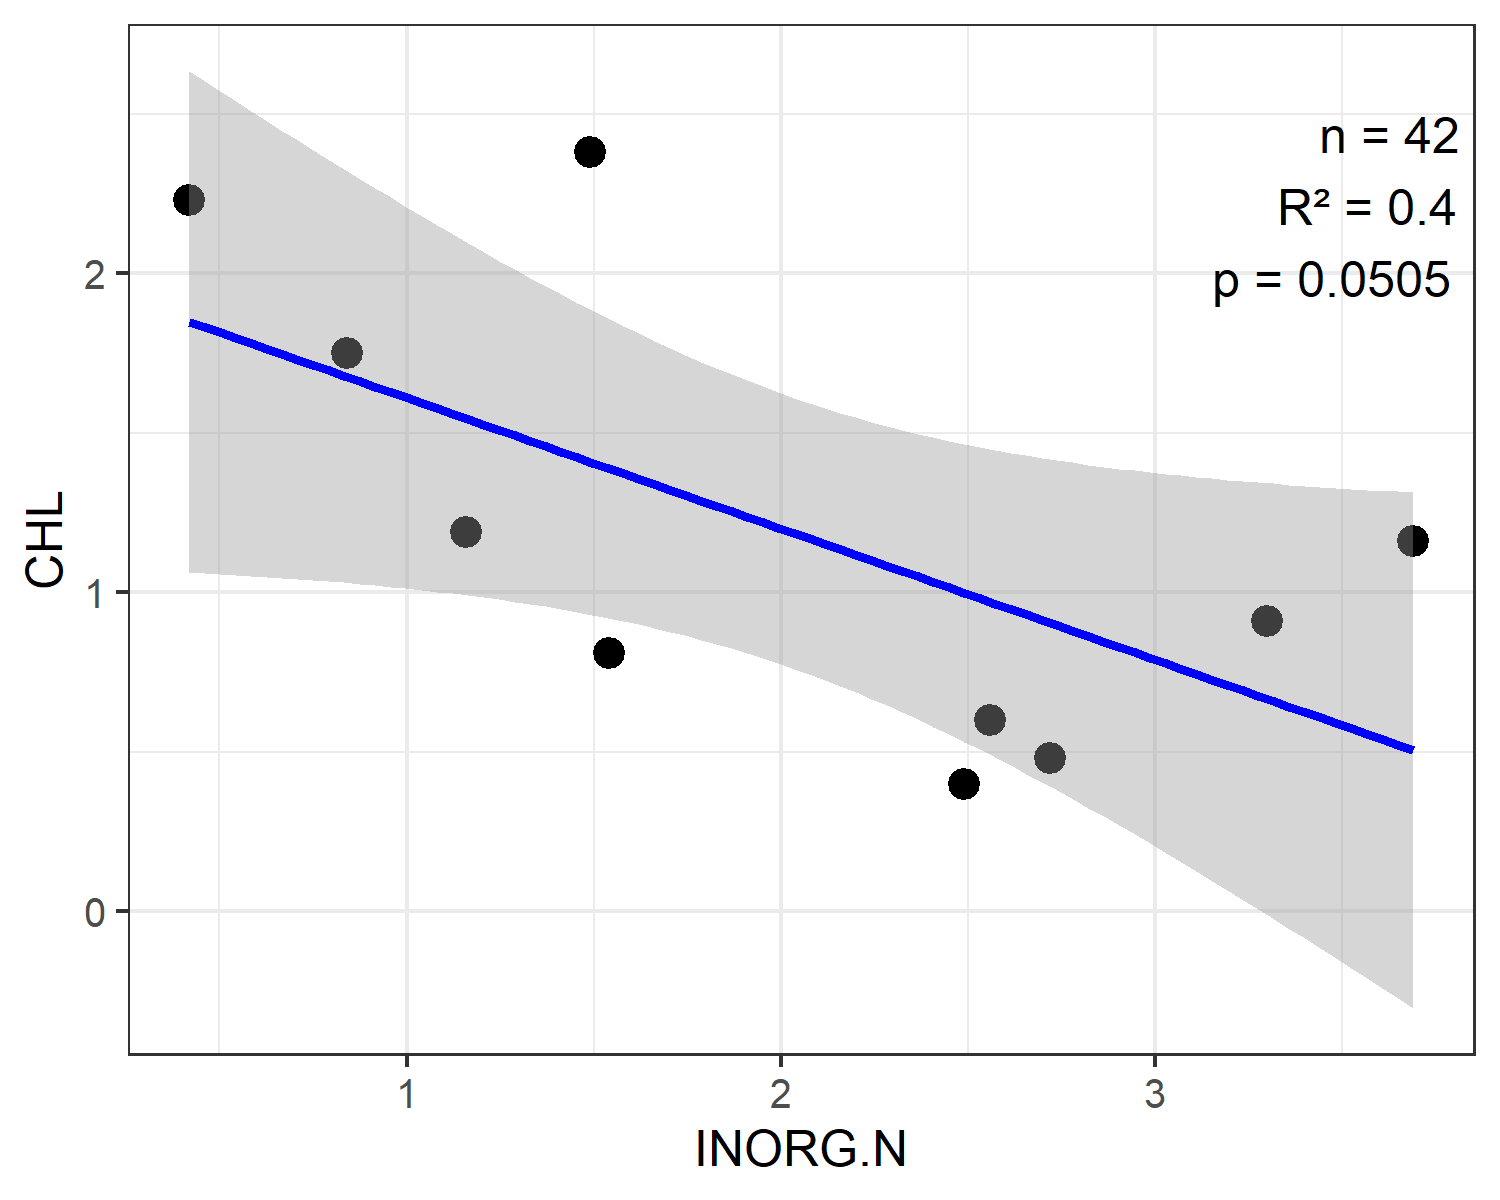 n = 42
R² = 0.4
p = 0.0505
2
1
0
CHL
1
2
3
INORG.N